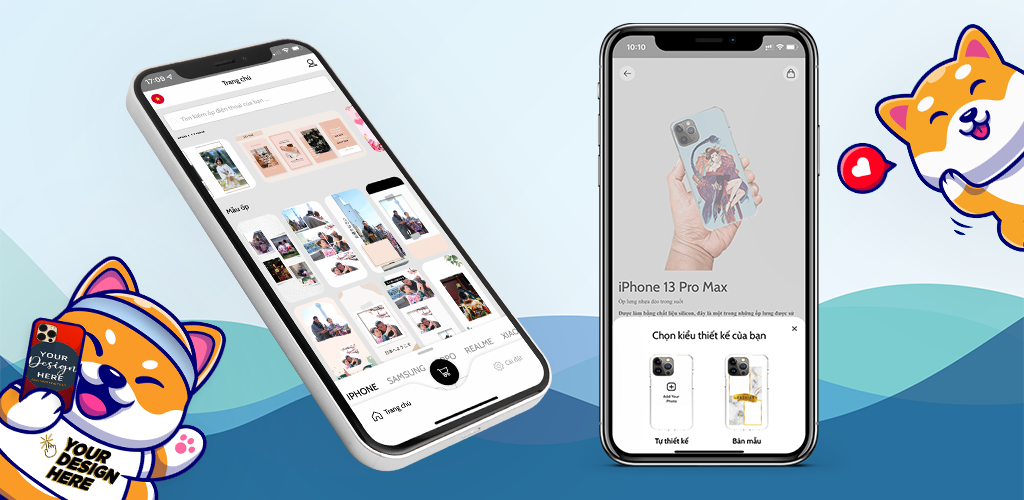 17:09
Trang chủ
Tìm kiếm ốp điện thoại của bạn ...
Mẫu ốp
IPHONE
SAMSUNG
OPPO
REALME
XIAO
Trang chủ
Cài đặt
YOUR
Design
HERE
YOUR
DESIGN
HERE
10:10
iPhone 13 Pro Max
Ốp lưng nhựa dẻo trong suốt
Được làm bằng chất liệu silicon, đây là một trong những ốp lưng được sử
Chọn kiểu thiết kế của bạn
Add Your
Photo
Tự thiết kế
Bản mẫu